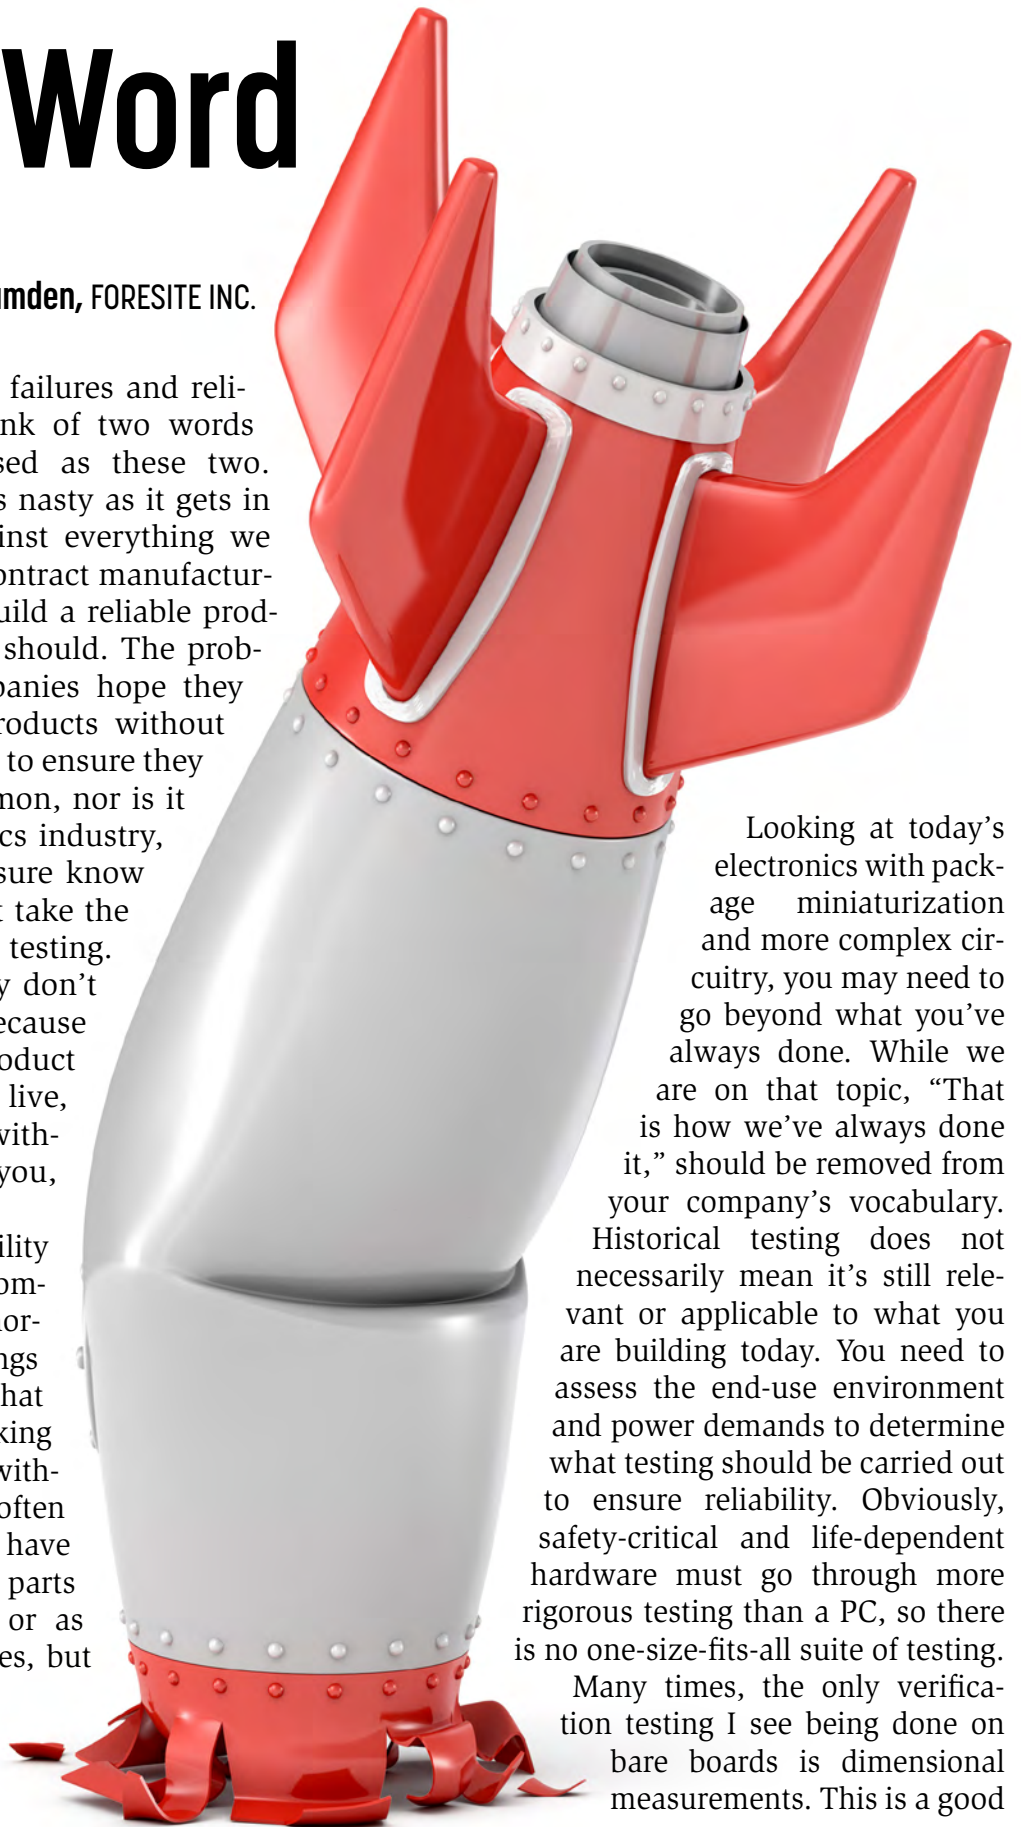 Word
mden, FORESITE INC.
failures and reli-
nk of two words
sed as these two.
s nasty as it gets in
inst everything we
ontract manufactur-
uild a reliable prod-
should. The prob-
panies hope they
roducts without
to ensure they
mon, nor is it
cs industry,
sure know
t take the
testing.
y don't
ecause
oduct
live,
with-
you,
ility
om-
nor-
ngs
hat
king
with-
often
have
parts
or as
es, but
Looking at today's
electronics with pack-
age miniaturization
and more complex cir-
cuitry, you may need to
go beyond what you've
always done. While we
are on that topic, “That
is how we've always done
it,” should be removed from
your company's vocabulary.
Historical testing does not
necessarily mean it's still rele-
vant or applicable to what you
are building today. You need to
assess the end-use environment
and power demands to determine
what testing should be carried out
to ensure reliability. Obviously,
safety-critical and life-dependent
hardware must go through more
rigorous testing than a PC, so there
is no one-size-fits-all suite of testing.
Many times, the only verifica-
tion testing I see being done on
bare boards is dimensional
measurements. This is a good